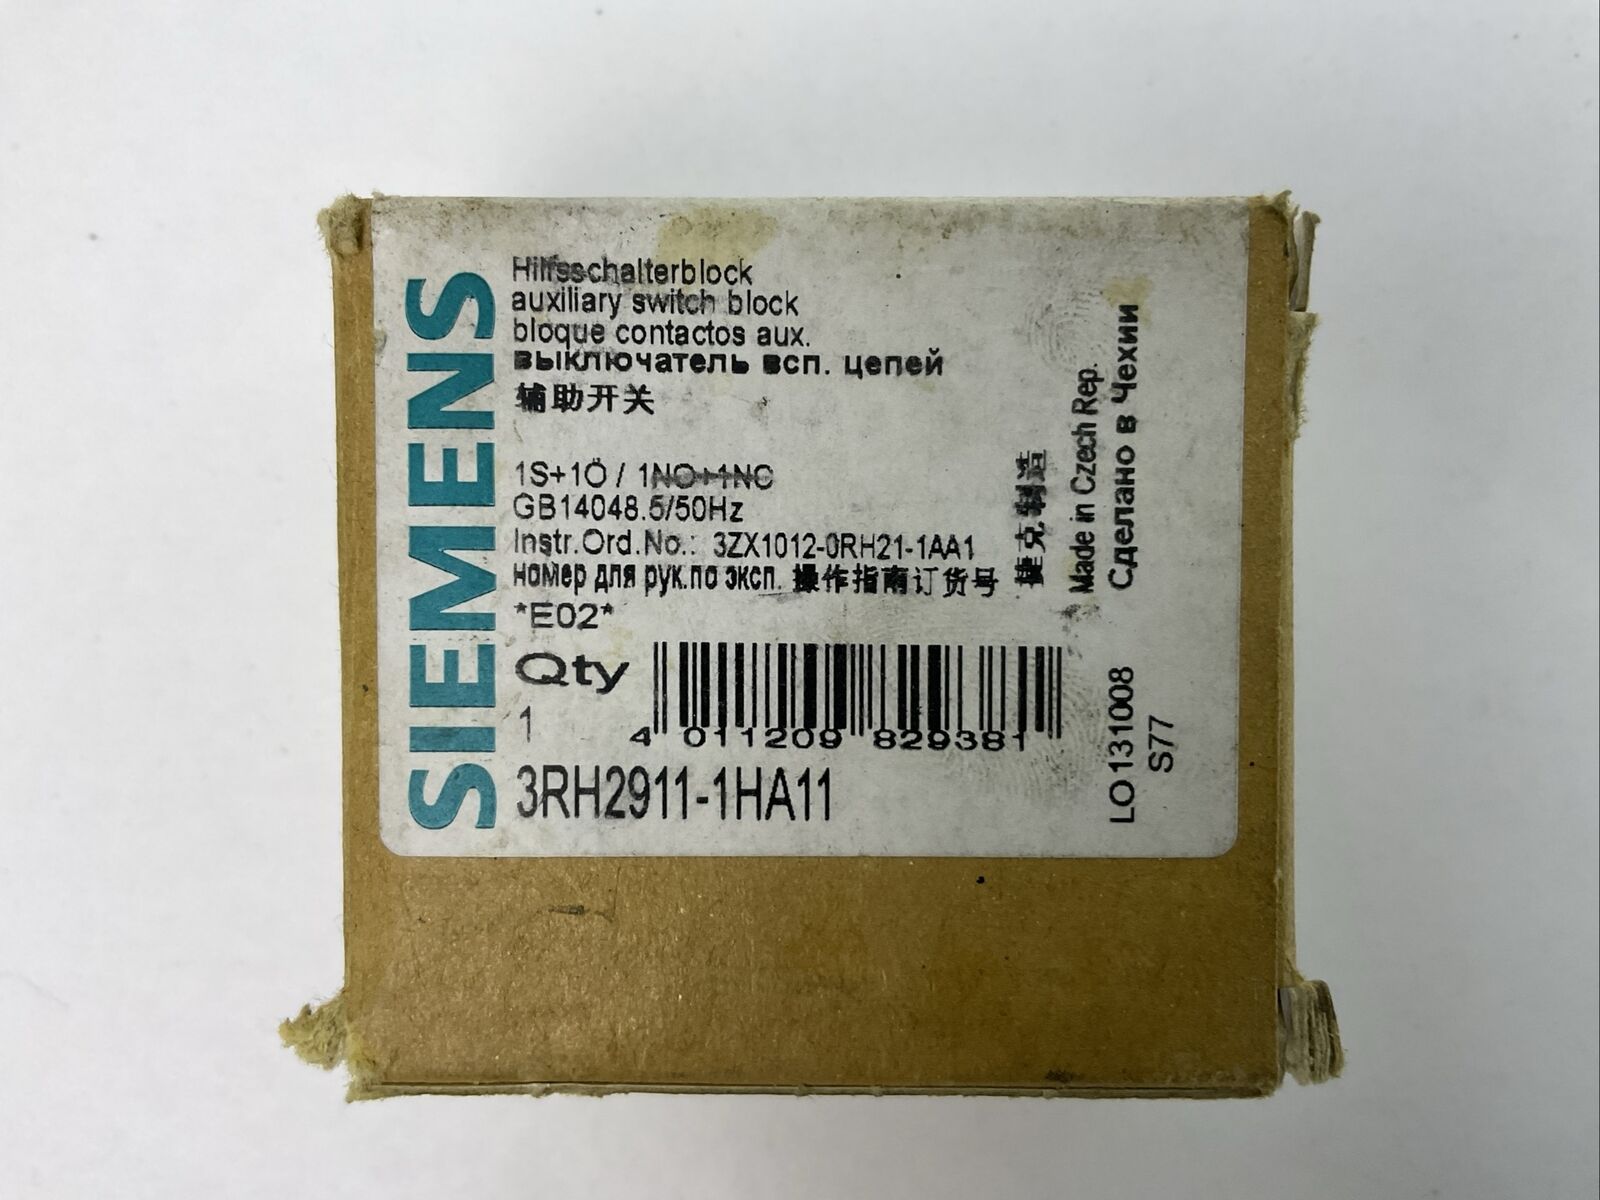 SIEMENS
Hilfsschalterblock
auxiliary switch block
bloque contactos aux.
выключатель всп. цепей
辅助开关
1S+1Ö / 1NO+1NC
GB14048.5/50Hz
Instr.Ord.No.: 3ZX1012-0RH21-1AA1
номер для рук.по эксп. 操作指南订货号
*E02*
Qty
1
4 011209 829381
3RH2911-1HA11
捷克制造
Made in Czech Rep.
Сделано в Чехии
LO131008
S77